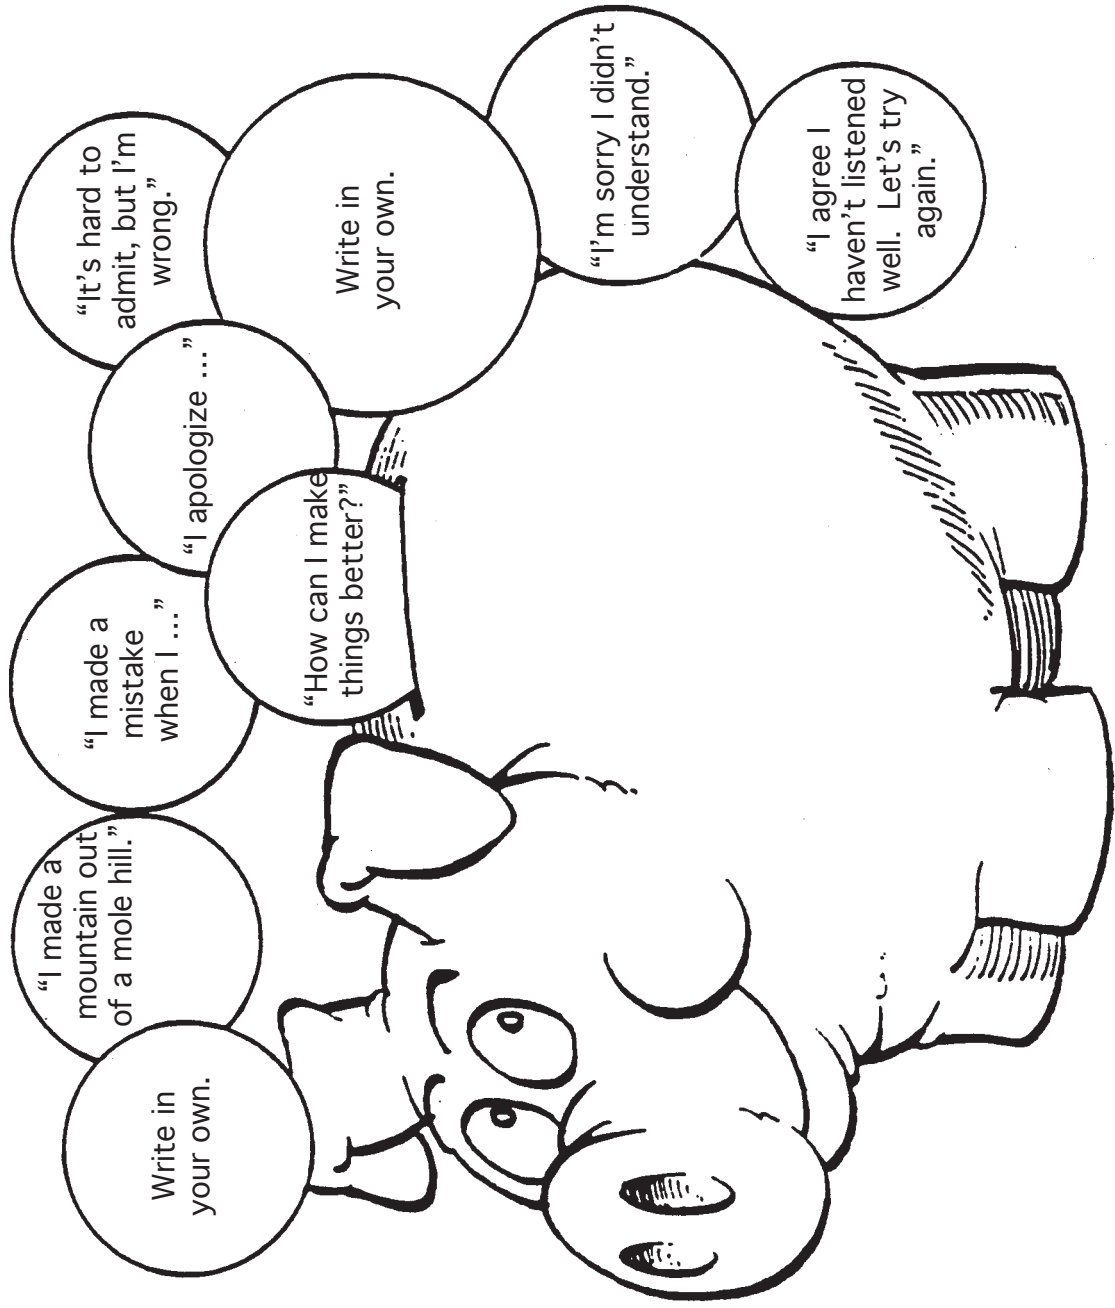 Write in
your own.
“I made a
mountain out
of a mole hill.”
“I made a
mistake
when I ...”
“How can I make
things better?”
“I apologize ...”
“It’s hard to
admit, but I’m
wrong.”
Write in
your own.
“I’m sorry I didn’t
understand.”
“I agree I
haven’t listened
well.  Let’s try
again.”